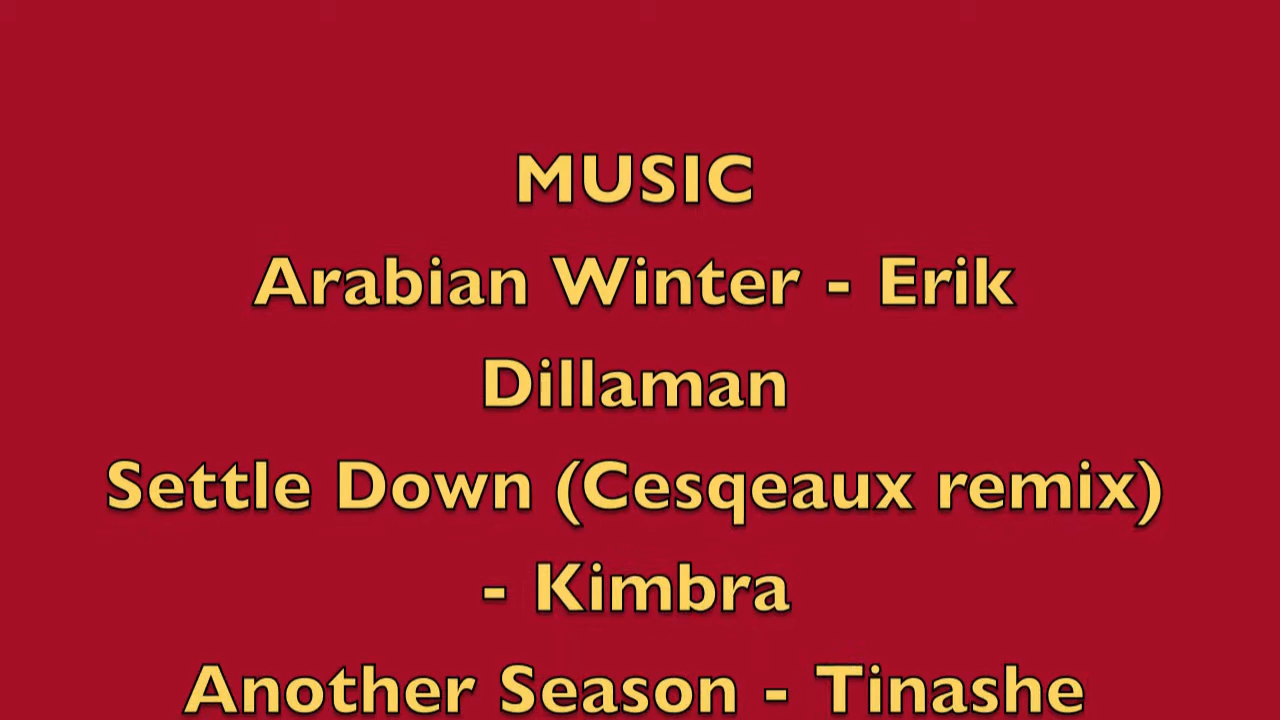 MUSIC
Arabian Winter - Erik
Dillaman
Settle Down (Cesqeaux remix)
- Kimbra
Another Season - Tinashe